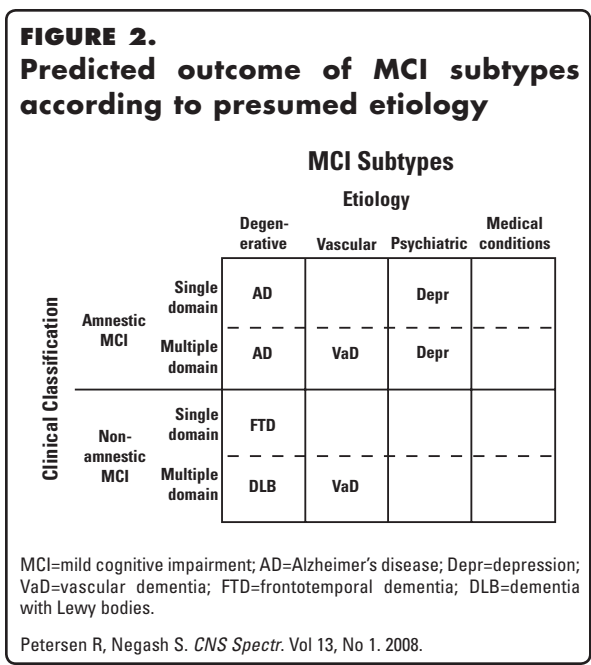 FIGURE 2.
Predicted outcome of MCI subtypes
according to presumed etiology
MCI Subtypes
Etiology
Degen-
erative
Vascular
Psychiatric
Medical
conditions
Clinical Classification
Amnestic
MCI
Single
domain
AD
Depr
Multiple
domain
AD
VaD
Depr
Non-
amnestic
MCI
Single
domain
FTD
Multiple
domain
DLB
VaD
MCI=mild cognitive impairment; AD=Alzheimer's disease; Depr=depression;
VaD=vascular dementia; FTD=frontotemporal dementia; DLB=dementia
with Lewy bodies.
Petersen R, Negash S. CNS Spectr. Vol 13, No 1. 2008.